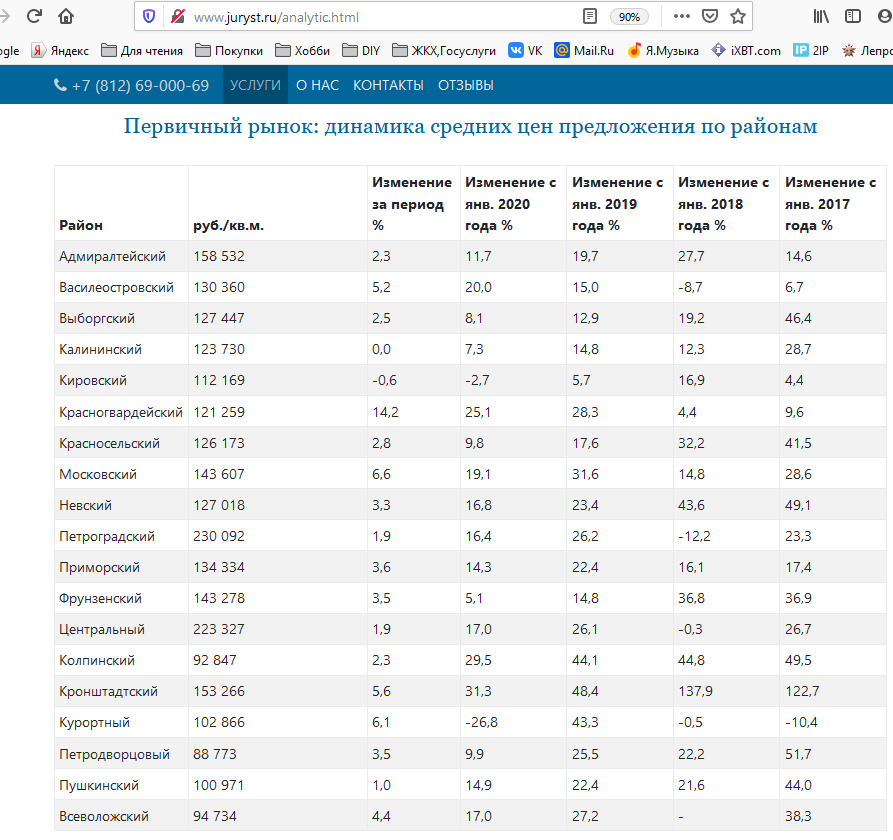 www.juryst.ru/analytic.html 90%
ogle Яндекс Для чтения Покупки Хобби DIY ЖКХ,Госуслуги VK Mail.Ru Я.Музыка iXBT.com 2IP Лепро
+7 (812) 69-000-69 УСЛУГИ О НАС КОНТАКТЫ ОТЗЫВЫ
Первичный рынок: динамика средних цен предложения по районам
Район руб./кв.м. Изменение за период % Изменение с янв. 2020 года % Изменение с янв. 2019 года % Изменение с янв. 2018 года % Изменение с янв. 2017 года %
Адмиралтейский 158 532 2,3 11,7 19,7 27,7 14,6
Василеостровский 130 360 5,2 20,0 15,0 -8,7 6,7
Выборгский 127 447 2,5 8,1 12,9 19,2 46,4
Калининский 123 730 0,0 7,3 14,8 12,3 28,7
Кировский 112 169 -0,6 -2,7 5,7 16,9 4,4
Красногвардейский 121 259 14,2 25,1 28,3 4,4 9,6
Красносельский 126 173 2,8 9,8 17,6 32,2 41,5
Московский 143 607 6,6 19,1 31,6 14,8 28,6
Невский 127 018 3,3 16,8 23,4 43,6 49,1
Петроградский 230 092 1,9 16,4 26,2 -12,2 23,3
Приморский 134 334 3,6 14,3 22,4 16,1 17,4
Фрунзенский 143 278 3,5 5,1 14,8 36,8 36,9
Центральный 223 327 1,9 17,0 26,1 -0,3 26,7
Колпинский 92 847 2,3 29,5 44,1 44,8 49,5
Кронштадтский 153 266 5,6 31,3 48,4 137,9 122,7
Курортный 102 866 6,1 -26,8 43,3 -0,5 -10,4
Петродворцовый 88 773 3,5 9,9 25,5 22,2 51,7
Пушкинский 100 971 1,0 14,9 22,4 21,6 44,0
Всеволожский 94 734 4,4 17,0 27,2 - 38,3